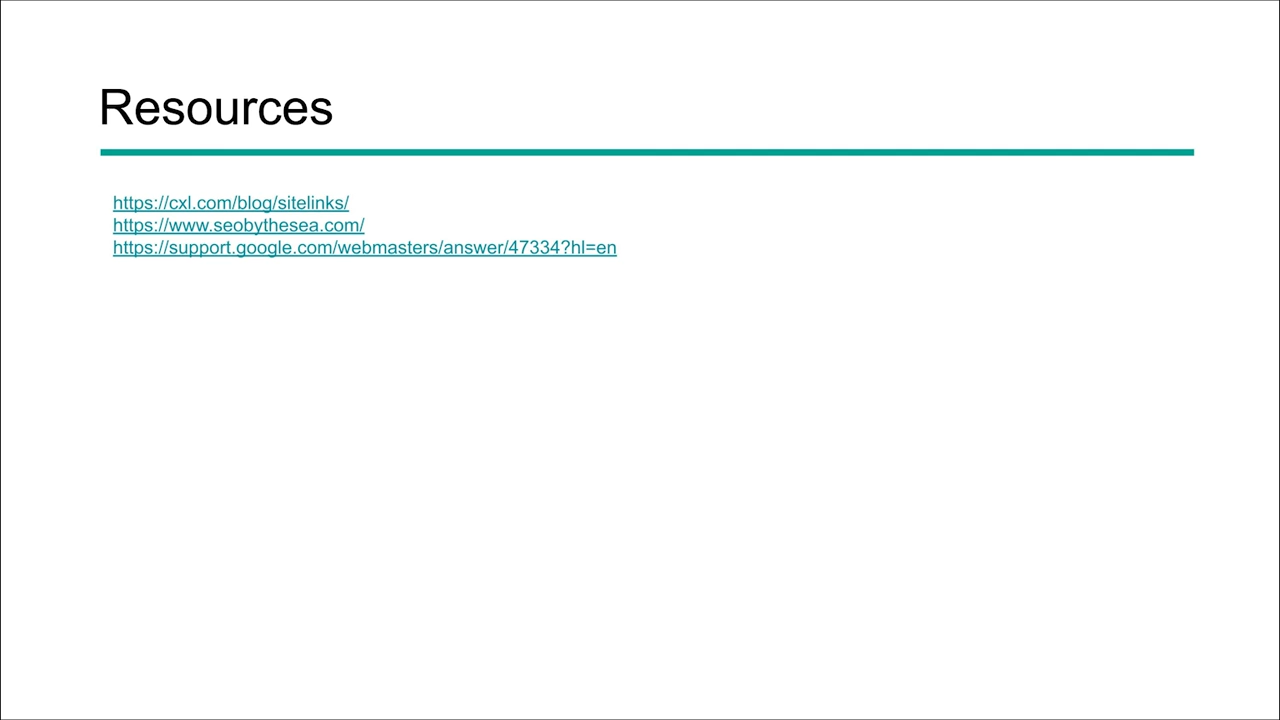 Resources
https://cxl.com/blog/sitelinks/
https://www.seobythesea.com/
https://support.google.com/webmasters/answer/47334?hl=en